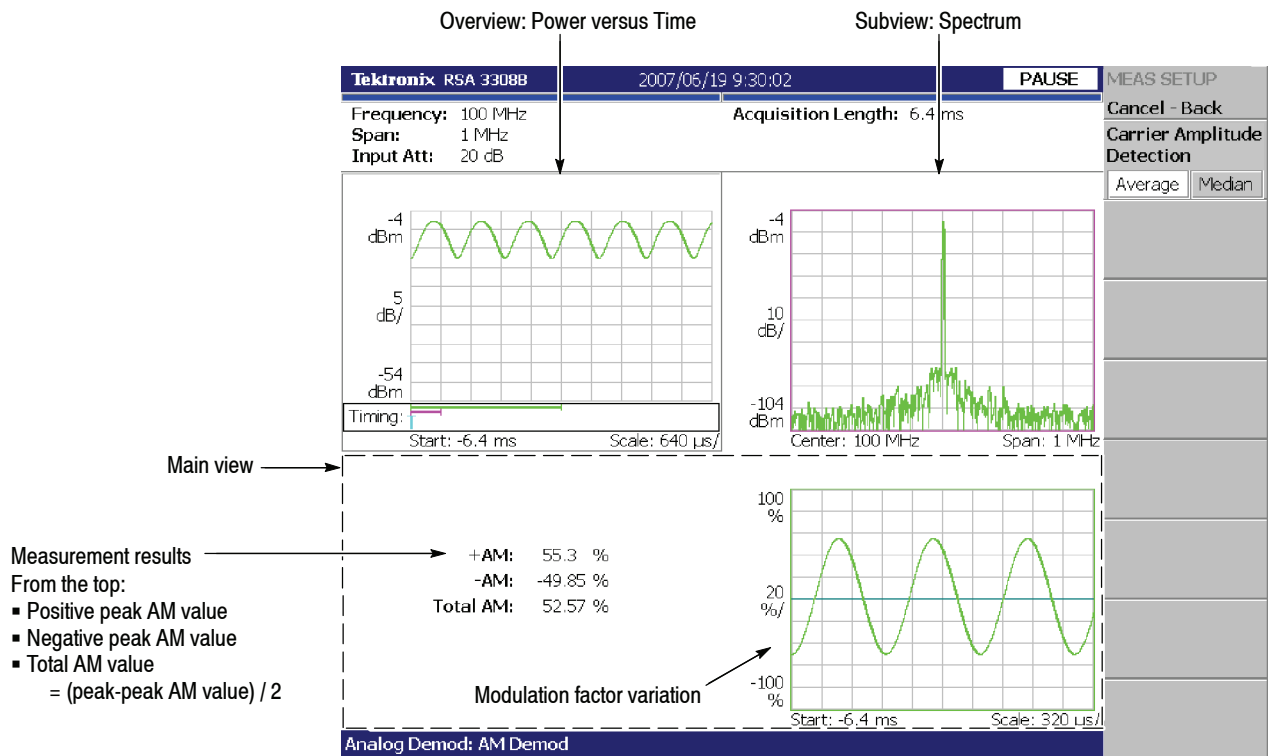 Overview: Power versus Time
Subview: Spectrum
Tektronix RSA 3308B 2007/06/19 9:30:02 PAUSE
MEAS SETUP
Frequency: 100 MHz
Span: 1 MHz
Input Att: 20 dB
Acquisition Length: 6.4 ms
Cancel - Back
Carrier Amplitude
Detection
Average Median
-4
dBm
5
dB/
-54
dBm
Timing:
Start: -6.4 ms Scale: 640 µs/
-4
dBm
10
dB/
-104
dBm
Center: 100 MHz Span: 1 MHz
Main view
Measurement results
From the top:
▪ Positive peak AM value
▪ Negative peak AM value
▪ Total AM value
= (peak-peak AM value) / 2
+AM: 55.3 %
-AM: -49.85 %
Total AM: 52.57 %
Modulation factor variation
100
%
20
%/
-100
%
Start: -6.4 ms Scale: 320 µs/
Analog Demod: AM Demod